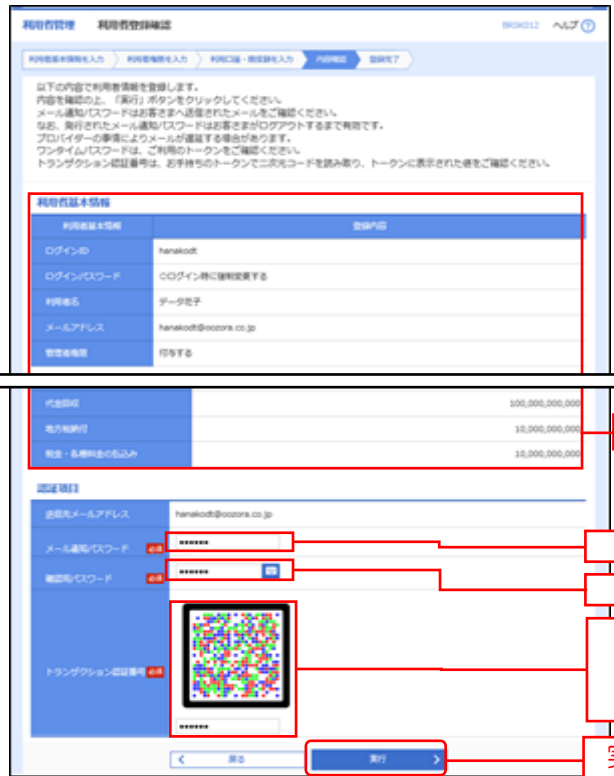 利用者管理 利用者登録確認 BRSK012 ヘルプ ?
利用者基本情報を入力 利用者権限を入力 利用口座・限度額を入力 内容確認 登録完了
以下の内容で利用者情報を登録します。
内容を確認の上、「実行」ボタンをクリックしてください。
メール通知パスワードはお客さまへ送信されたメールをご確認ください。
なお、発行されたメール通知パスワードはお客さまがログアウトするまで有効です。
プロバイダーの事情によりメールが遅延する場合があります。
ワンタイムパスワードは、ご利用のトークンをご確認ください。
トランザクション認証番号は、お手持ちのトークンで二次元コードを読み取り、トークンに表示された値をご確認ください。
利用者基本情報
利用者基本情報 登録内容
ログインID hanakodt
ログインパスワード ○ログイン時に強制変更する
利用者名 データ花子
メールアドレス hanakodt@oozora.co.jp
管理者権限 付与する
代金回収 100,000,000,000
地方税納付 10,000,000,000
税金・各種料金の払込み 10,000,000,000
認証項目
送信先メールアドレス hanakodt@oozora.co.jp
メール通知パスワード 必須 ●●●●●●
確認用パスワード 必須 ●●●●●●
トランザクション認証番号 必須
●●●●●●
戻る 実行